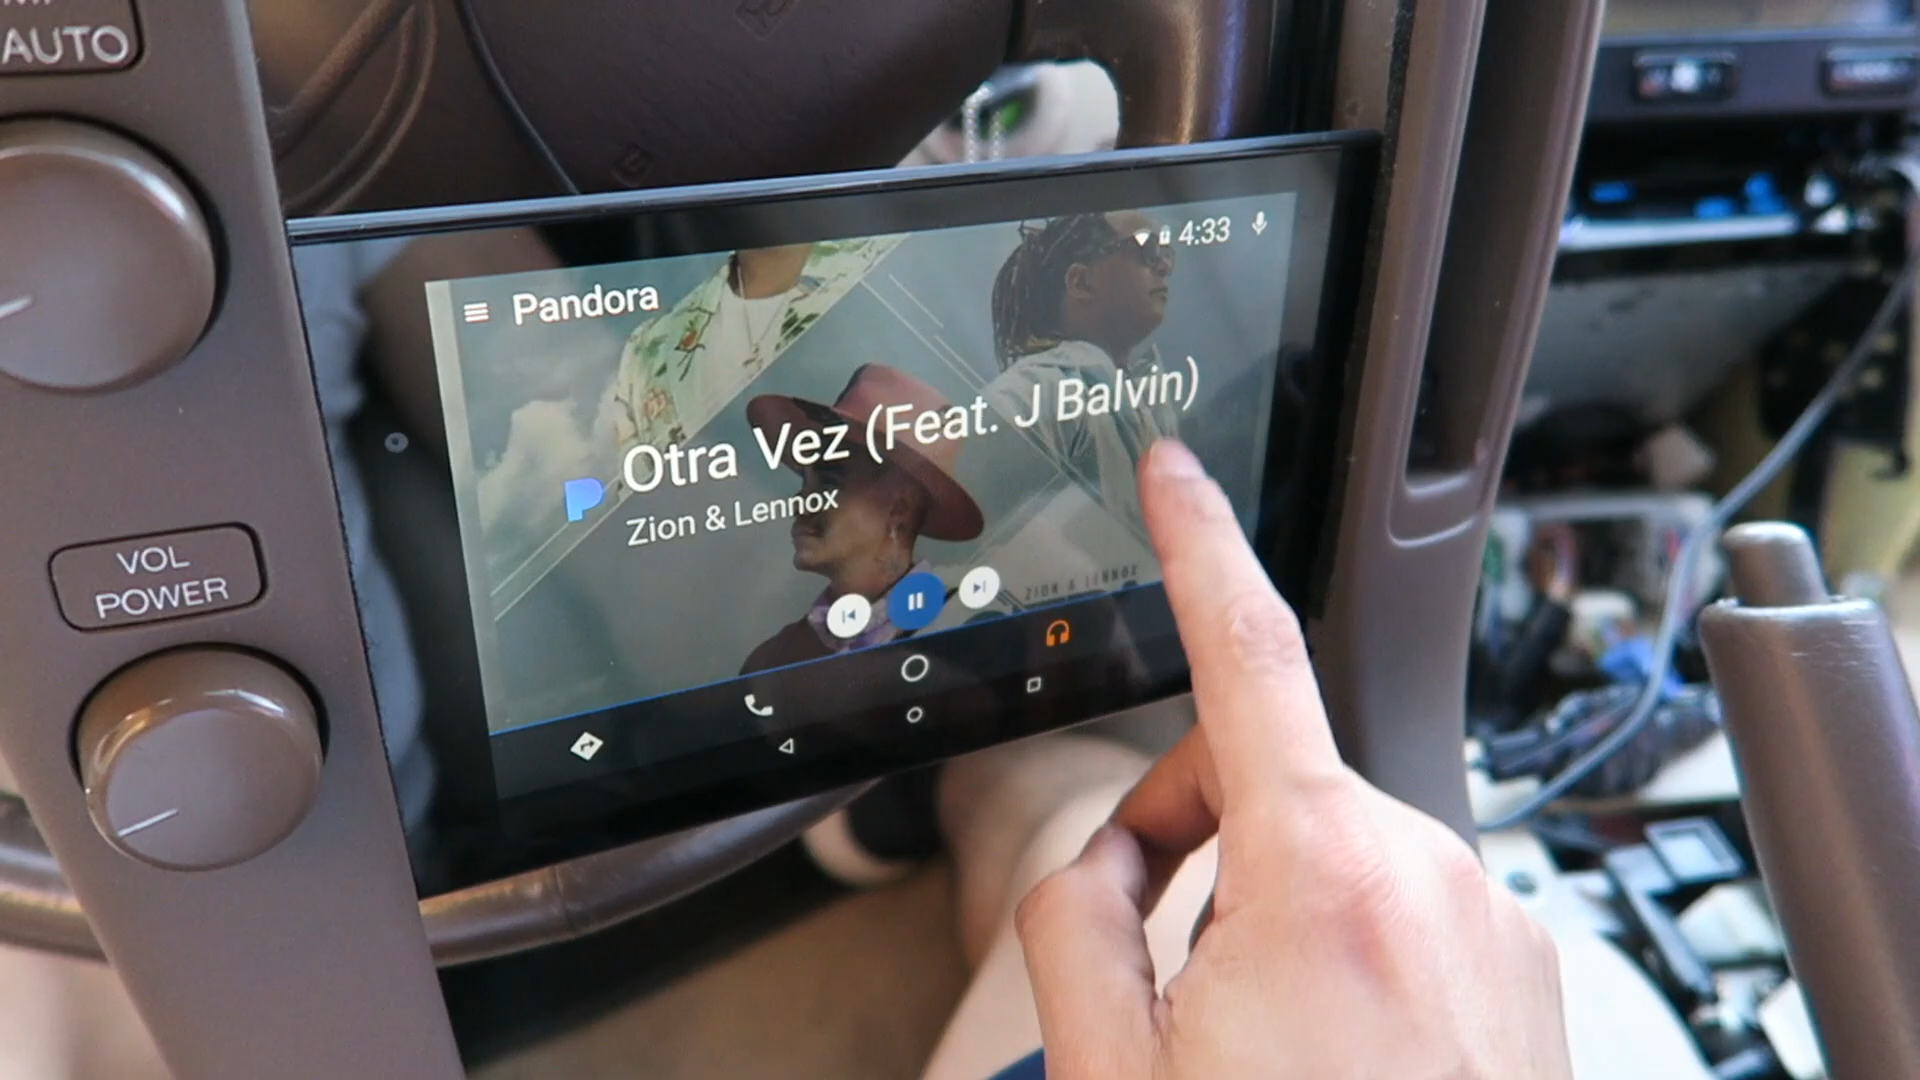 AUTO
4:33
Pandora
Otra Vez (Feat. J Balvin)
Zion & Lennox
ZION & LENNOX
VOL
POWER